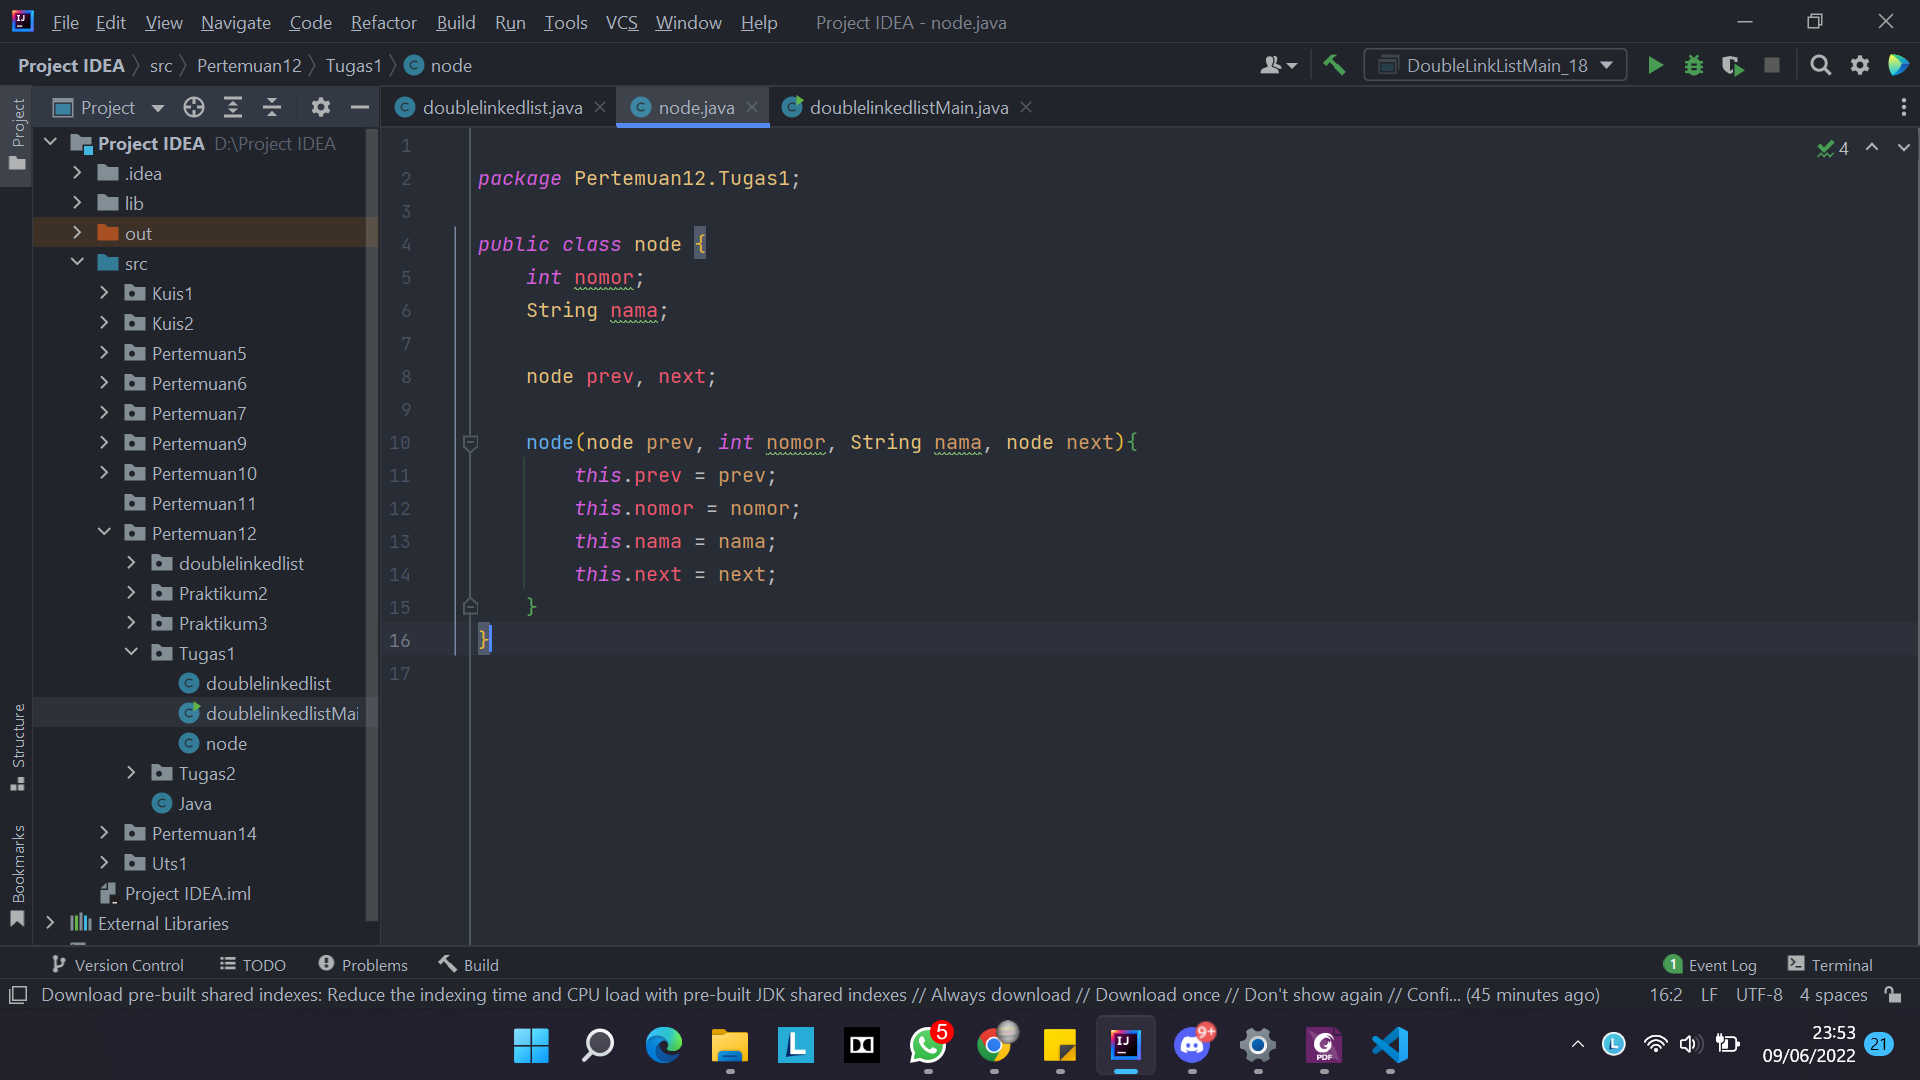 File Edit View Navigate Code Refactor Build Run Tools VCS Window Help Project IDEA - node.java
Project IDEA src Pertemuan12 Tugas1 node DoubleLinkListMain_18
Project doublelinkedlist.java node.java doublelinkedlistMain.java
Project
Structure
Bookmarks
Project IDEA D:\Project IDEA
.idea
lib
out
src
Kuis1
Kuis2
Pertemuan5
Pertemuan6
Pertemuan7
Pertemuan9
Pertemuan10
Pertemuan11
Pertemuan12
doublelinkedlist
Praktikum2
Praktikum3
Tugas1
doublelinkedlist
doublelinkedlistMai
node
Tugas2
Java
Pertemuan14
Uts1
Project IDEA.iml
External Libraries
4
1
2 package Pertemuan12.Tugas1;
3
4 public class node {
5 int nomor;
6 String nama;
7
8 node prev, next;
9
10 node(node prev, int nomor, String nama, node next){
11 this.prev = prev;
12 this.nomor = nomor;
13 this.nama = nama;
14 this.next = next;
15 }
16 }
17
Version Control TODO Problems Build 1 Event Log Terminal
Download pre-built shared indexes: Reduce the indexing time and CPU load with pre-built JDK shared indexes // Always download // Download once // Don't show again // Confi... (45 minutes ago) 16:2 LF UTF-8 4 spaces
L 5 IJ 9+ PDF L
23:53
09/06/2022 21